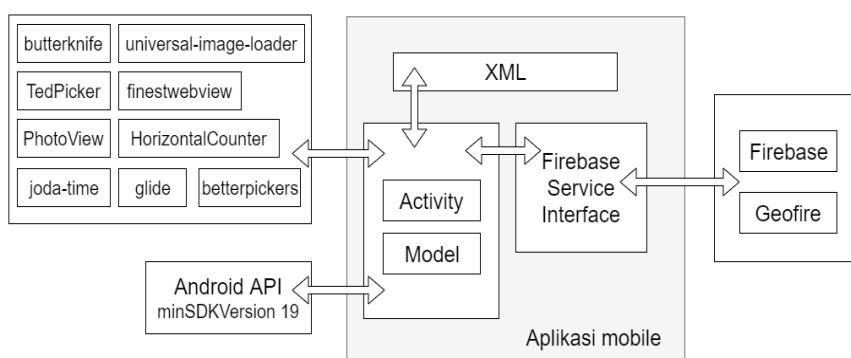 butterknife
universal-image-loader
TedPicker
finestwebview
PhotoView
HorizontalCounter
joda-time
glide
betterpickers
Android API
minSDKVersion 19
XML
Activity
Model
Firebase
Service
Interface
Aplikasi mobile
Firebase
Geofire